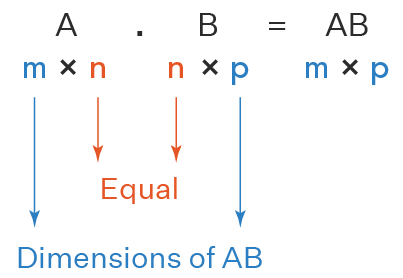 A . B = AB
m × n n × p m × p
Equal
Dimensions of AB